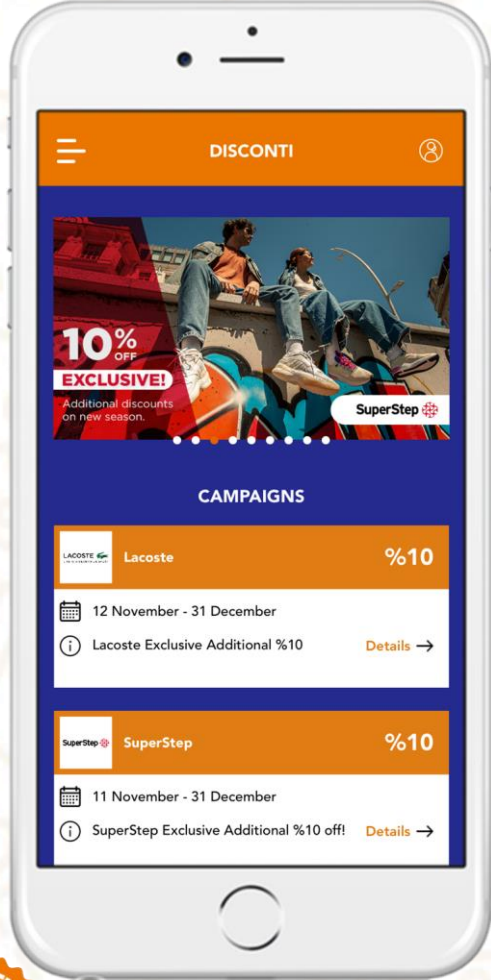 DISCONTI
10%
OFF
EXCLUSIVE!
Additional discounts
on new season.
SuperStep
CAMPAIGNS
LACOSTE
Lacoste
%10
12 November - 31 December
Lacoste Exclusive Additional %10
Details →
SuperStep
SuperStep
%10
11 November - 31 December
SuperStep Exclusive Additional %10 off!
Details →